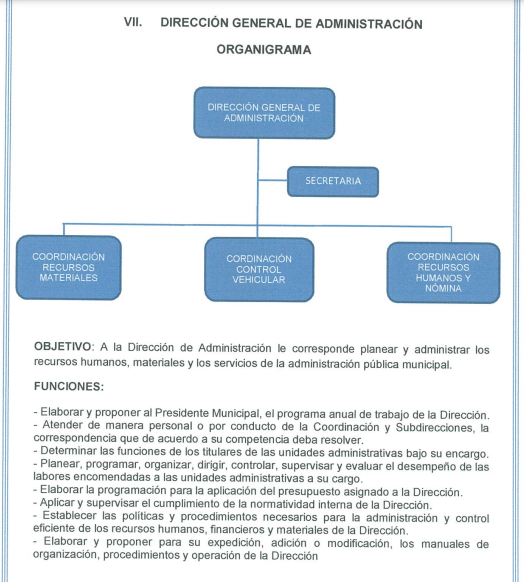 VII. DIRECCIÓN GENERAL DE ADMINISTRACIÓN
ORGANIGRAMA
DIRECCIÓN GENERAL DE
ADMINISTRACIÓN
SECRETARIA
COORDINACIÓN
RECURSOS
MATERIALES
CORDINACIÓN
CONTROL
VEHICULAR
COORDINACIÓN
RECURSOS
HUMANOS Y
NÓMINA
OBJETIVO: A la Dirección de Administración le corresponde planear y administrar los
recursos humanos, materiales y los servicios de la administración pública municipal.
FUNCIONES:
- Elaborar y proponer al Presidente Municipal, el programa anual de trabajo de la Dirección.
- Atender de manera personal o por conducto de la Coordinación y Subdirecciones, la
correspondencia que de acuerdo a su competencia deba resolver.
- Determinar las funciones de los titulares de las unidades administrativas bajo su encargo.
- Planear, programar, organizar, dirigir, controlar, supervisar y evaluar el desempeño de las
labores encomendadas a las unidades administrativas a su cargo.
- Elaborar la programación para la aplicación del presupuesto asignado a la Dirección.
- Aplicar y supervisar el cumplimiento de la normatividad interna de la Dirección.
- Establecer las políticas y procedimientos necesarios para la administración y control
eficiente de los recursos humanos, financieros y materiales de la Dirección.
- Elaborar y proponer para su expedición, adición o modificación, los manuales de
organización, procedimientos y operación de la Dirección